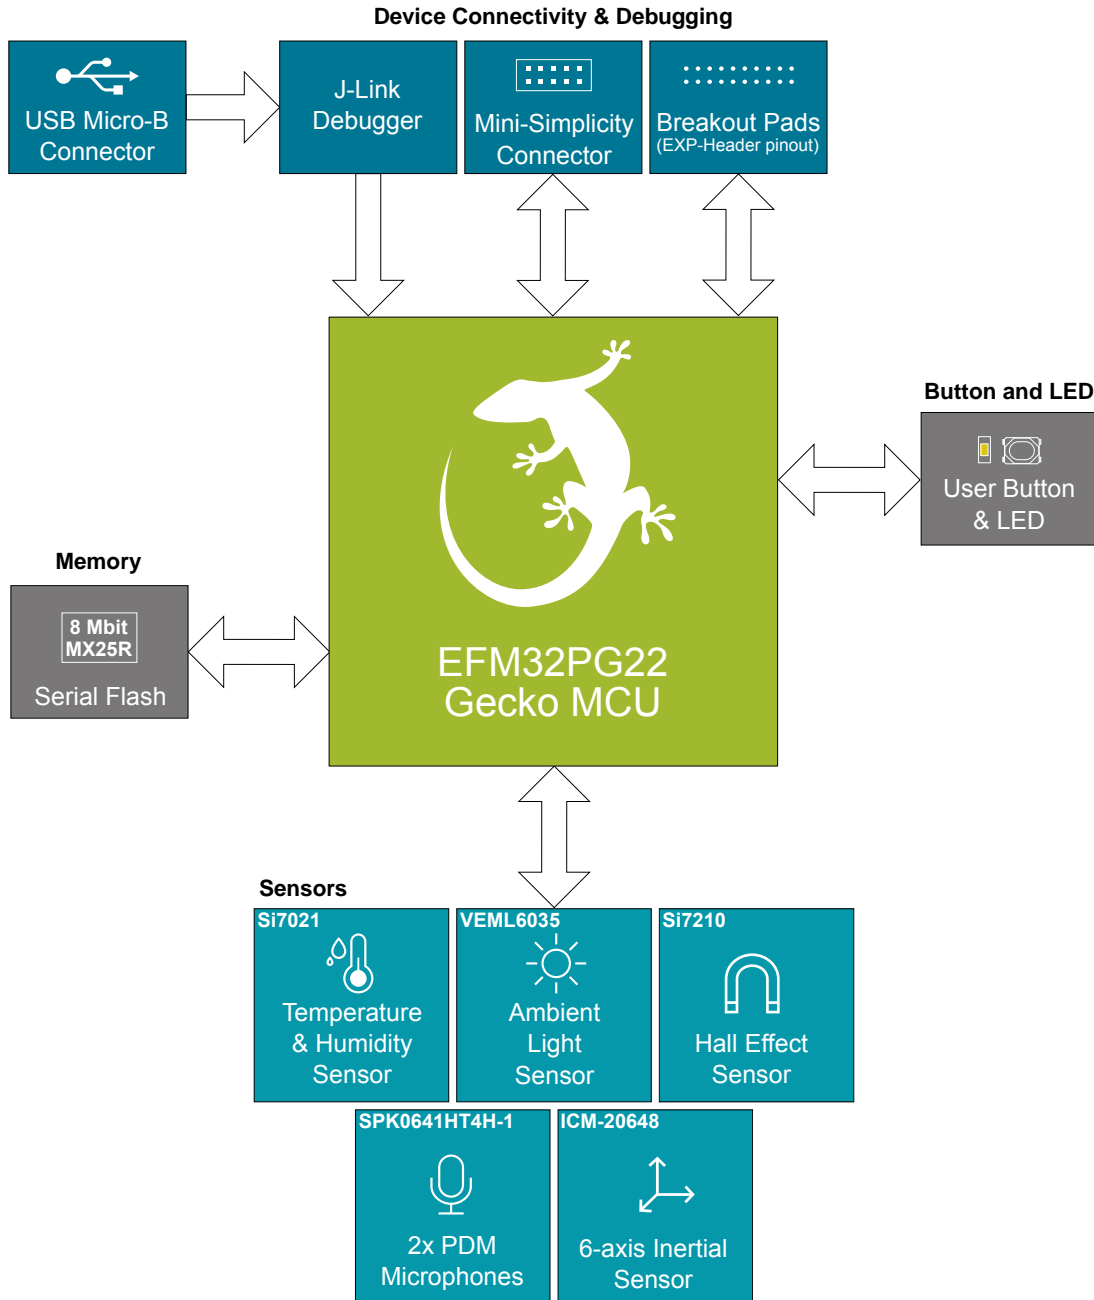 Device Connectivity & Debugging
USB Micro-B
Connector
J-Link
Debugger
Mini-Simplicity
Connector
Breakout Pads
(EXP-Header pinout)
Button and LED
User Button
& LED
Memory
8 Mbit
MX25R
Serial Flash
EFM32PG22
Gecko MCU
Sensors
Si7021
Temperature
& Humidity
Sensor
VEML6035
Ambient
Light
Sensor
Si7210
Hall Effect
Sensor
SPK0641HT4H-1
2x PDM
Microphones
ICM-20648
6-axis Inertial
Sensor